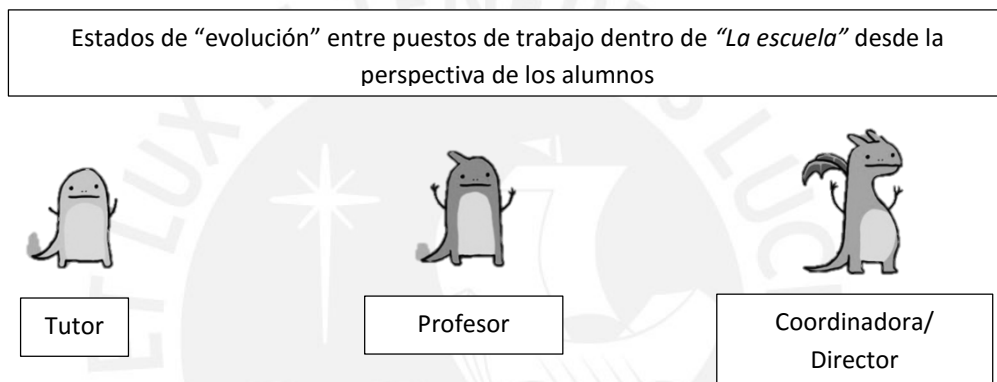 Estados de “evolución” entre puestos de trabajo dentro de “La escuela” desde la
perspectiva de los alumnos
Tutor
Profesor
Coordinadora/
Director